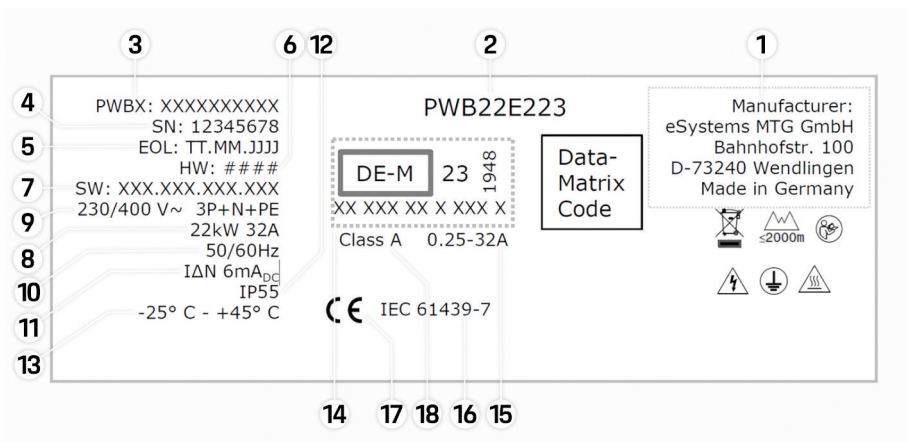 3
6
12
2
1
4
5
7
9
8
10
11
13
PWBX: XXXXXXXXXX
SN: 12345678
EOL: TT.MM.JJJJ
HW: ####
SW: XXX.XXX.XXX.XXX
230/400 V~ 3P+N+PE
22kW 32A
50/60Hz
IΔN 6mADC
IP55
-25° C - +45° C
PWB22E223
DE-M 23 1948
XX XXX XX X XXX X
Class A 0.25-32A
CE IEC 61439-7
Data-
Matrix
Code
Manufacturer:
eSystems MTG GmbH
Bahnhofstr. 100
D-73240 Wendlingen
Made in Germany
≤2000m
14
17
18
16
15